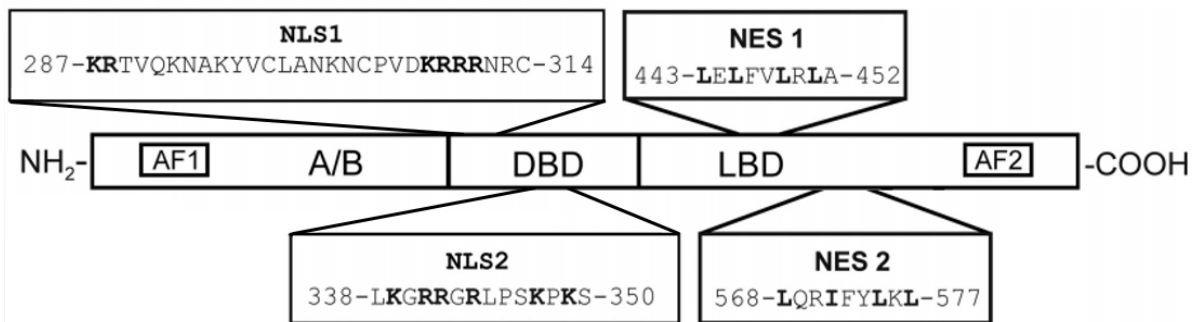 NLS1
287-KRTVQKNAKYVCLANKNCPVDKRRRNRC-314
NES 1
443-LELFVLRLA-452
NH2- AF1 A/B DBD LBD AF2 -COOH
NLS2
338-LKGRRGRLPSKPKS-350
NES 2
568-LQRIFYLKL-577